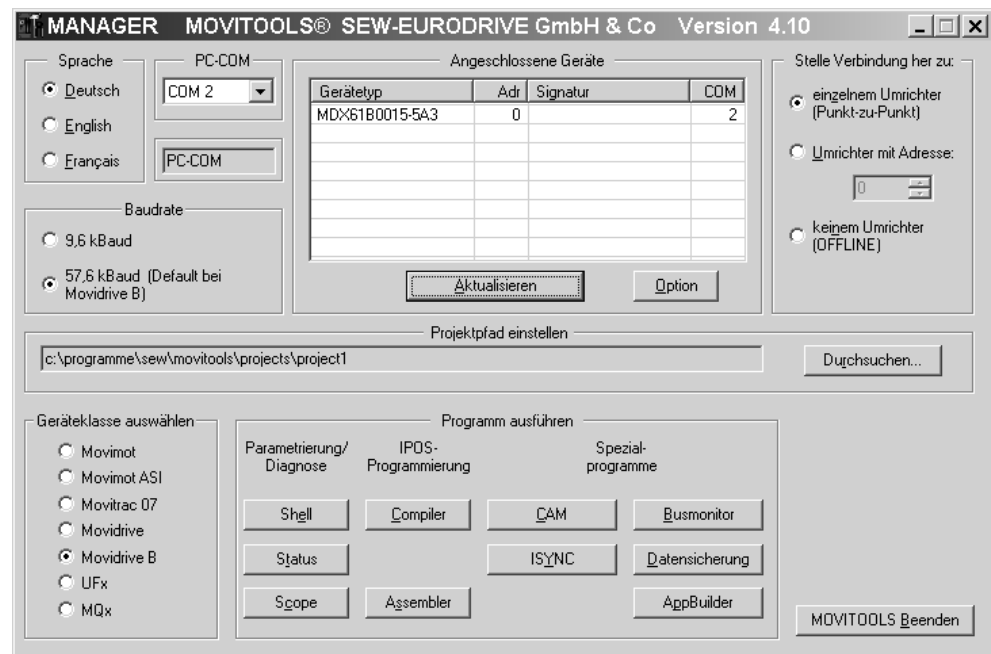 MANAGER MOVITOOLS® SEW-EURODRIVE GmbH & Co Version 4.10
Sprache
Deutsch
English
Français
PC-COM
COM 2
PC-COM
Baudrate
9,6 kBaud
57,6 kBaud (Default bei
Movidrive B)
Angeschlossene Geräte
Gerätetyp Adr Signatur COM
MDX61B0015-5A3 0 2
Aktualisieren
Option
Stelle Verbindung her zu:
einzelnem Umrichter
(Punkt-zu-Punkt)
Umrichter mit Adresse:
0
keinem Umrichter
(OFFLINE)
Projektpfad einstellen
c:\programme\sew\movitools\projects\project1
Durchsuchen...
Geräteklasse auswählen
Movimot
Movimot ASI
Movitrac 07
Movidrive
Movidrive B
UFx
MQx
Programm ausführen
Parametrierung/
Diagnose
IPOS-
Programmierung
Spezial-
programme
Shell
Compiler
CAM
Busmonitor
Status
ISYNC
Datensicherung
Scope
Assembler
AppBuilder
MOVITOOLS Beenden